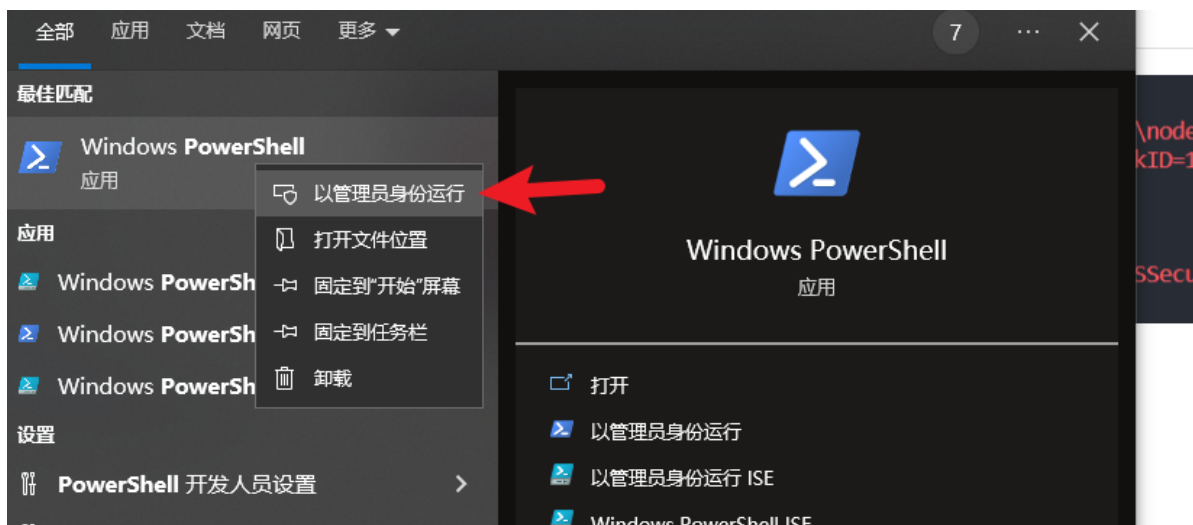 全部 应用 文档 网页 更多 7 ···
最佳匹配
Windows PowerShell
应用
以管理员身份运行
打开文件位置
固定到“开始”屏幕
固定到任务栏
卸载
应用
Windows PowerSh
Windows PowerSh
Windows PowerSh
设置
PowerShell 开发人员设置
Windows PowerShell
应用
打开
以管理员身份运行
以管理员身份运行 ISE
Windows PowerShell ISE
\node
kID=1
SSecu